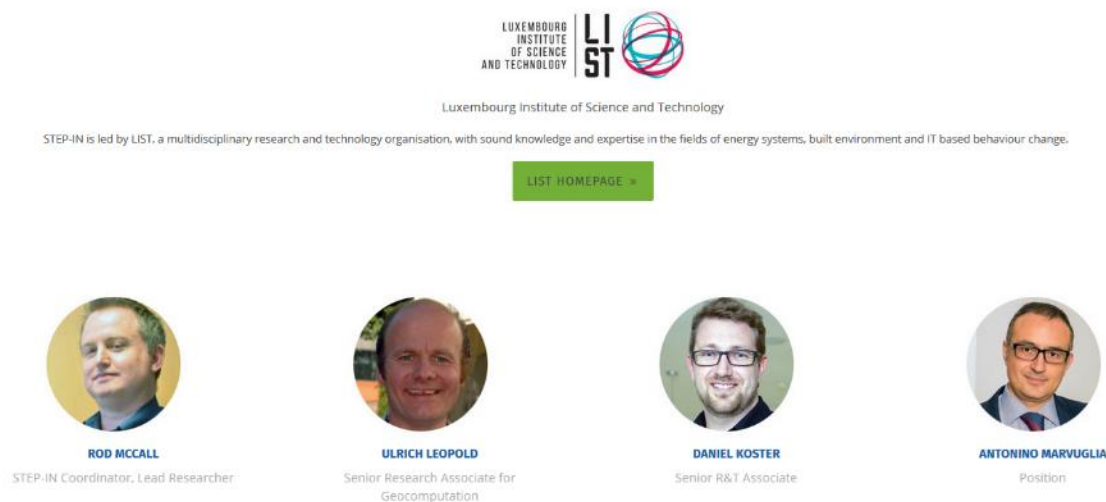 LUXEMBOURG
INSTITUTE
OF SCIENCE
AND TECHNOLOGY
LI
ST
Luxembourg Institute of Science and Technology
STEP-IN is led by LIST, a multidisciplinary research and technology organisation, with sound knowledge and expertise in the fields of energy systems, built environment and IT based behaviour change.
LIST HOMEPAGE »
ROD MCCALL
STEP-IN Coordinator, Lead Researcher
ULRICH LEOPOLD
Senior Research Associate for
Geocomputation
DANIEL KOSTER
Senior R&T Associate
ANTONINO MARVUGLIA
Position